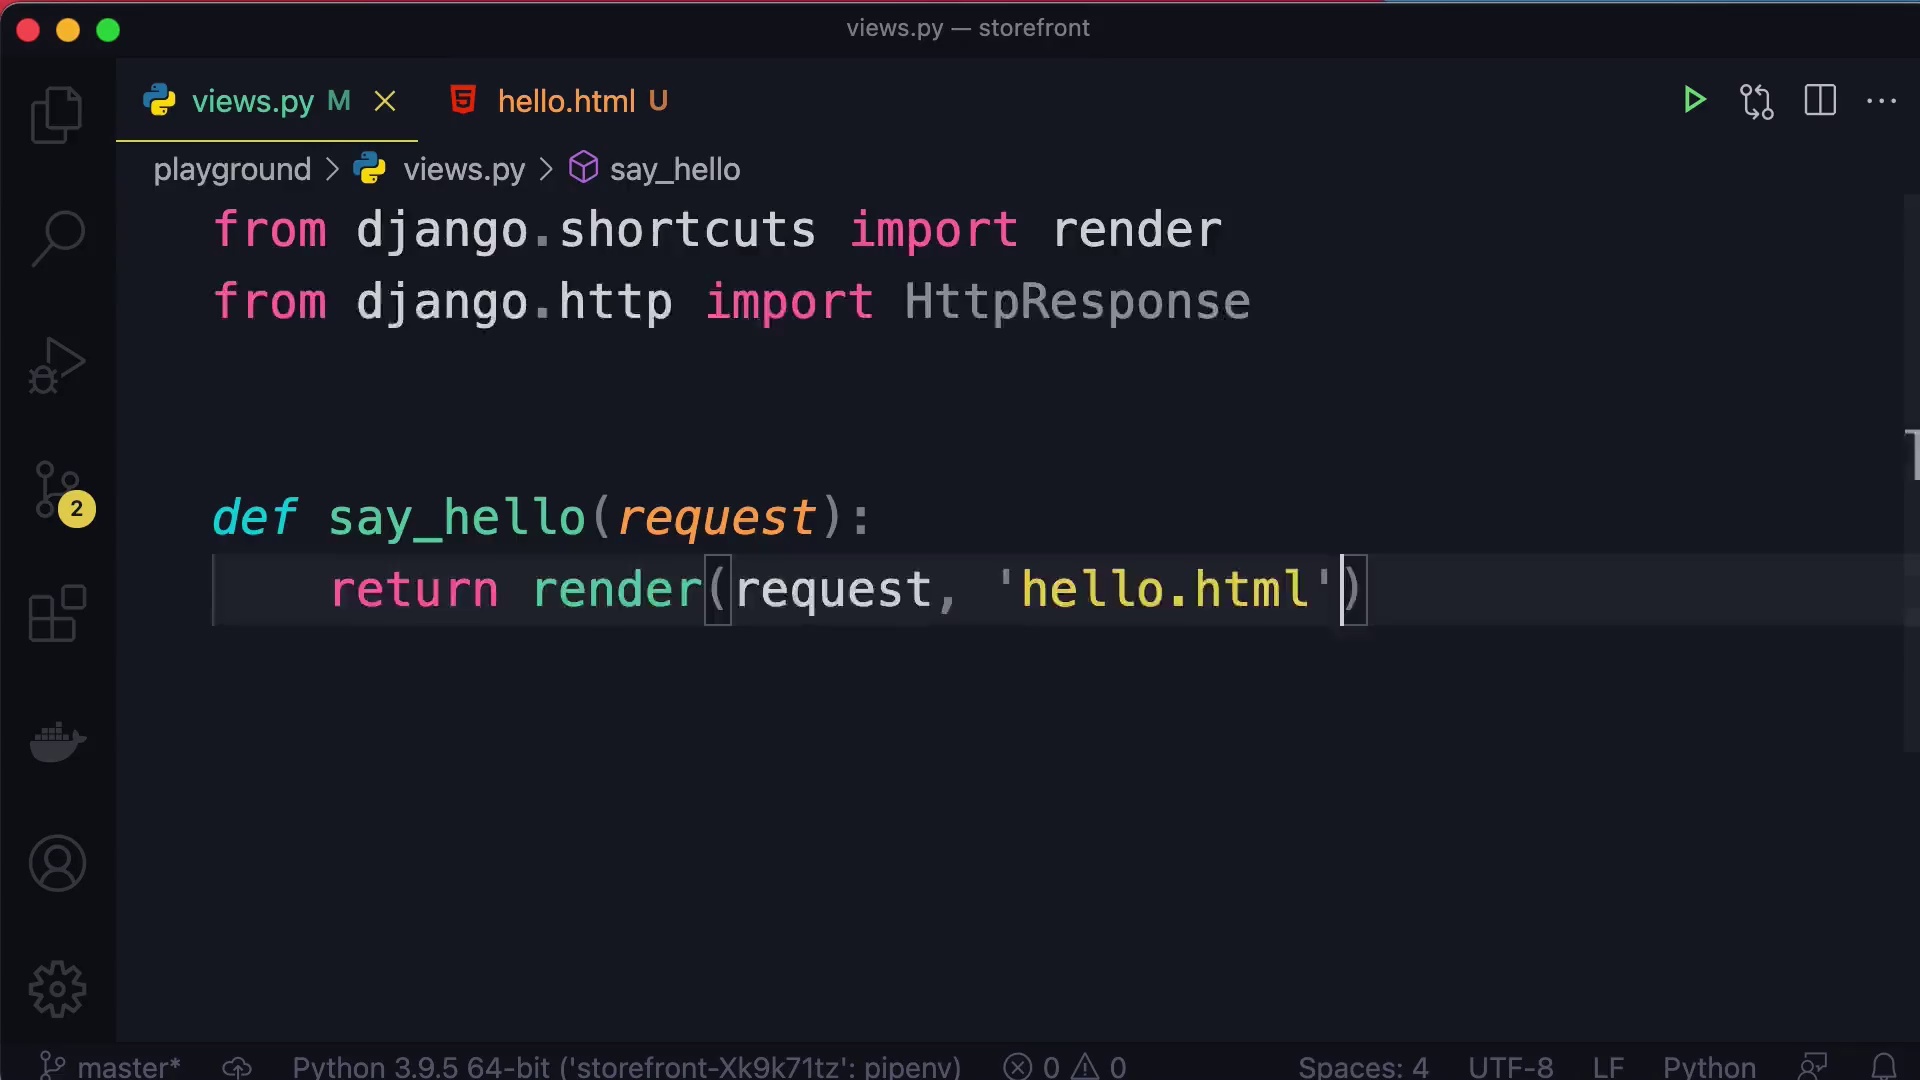 views.py — storefront
views.py M hello.html U
playground > views.py > say_hello
from django.shortcuts import render
from django.http import HttpResponse
def say_hello(request):
    return render(request, 'hello.html')
2
master* Python 3.9.5 64-bit ('storefront-Xk9k71tz': pipenv) 0 0 Spaces: 4 UTF-8 LF Python